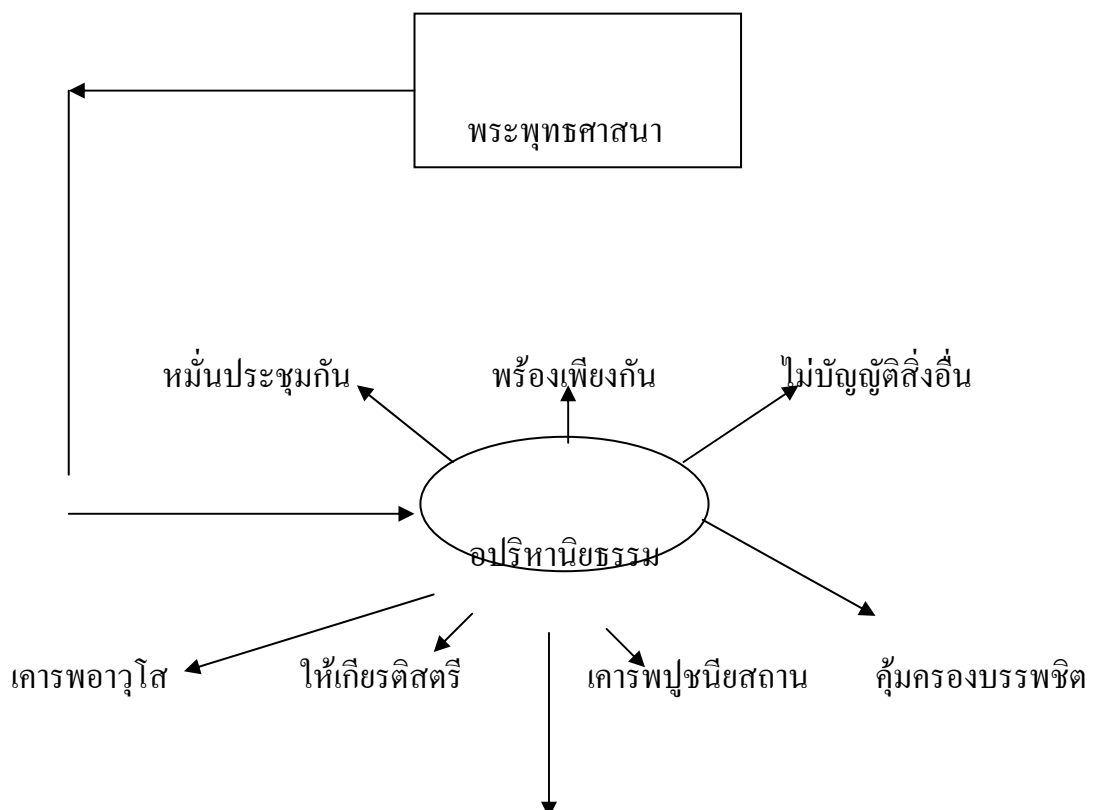 พระพุทธศาสนา
หมั่นประชุมกัน พร้องเพียงกัน ไม่บัญญัติสิ่งอื่น
อปริหานิยธรรม
เคารพอาวุโส ให้เกียรติสตรี เคารพปูชนียสถาน คุ้มครองบรรพชิต